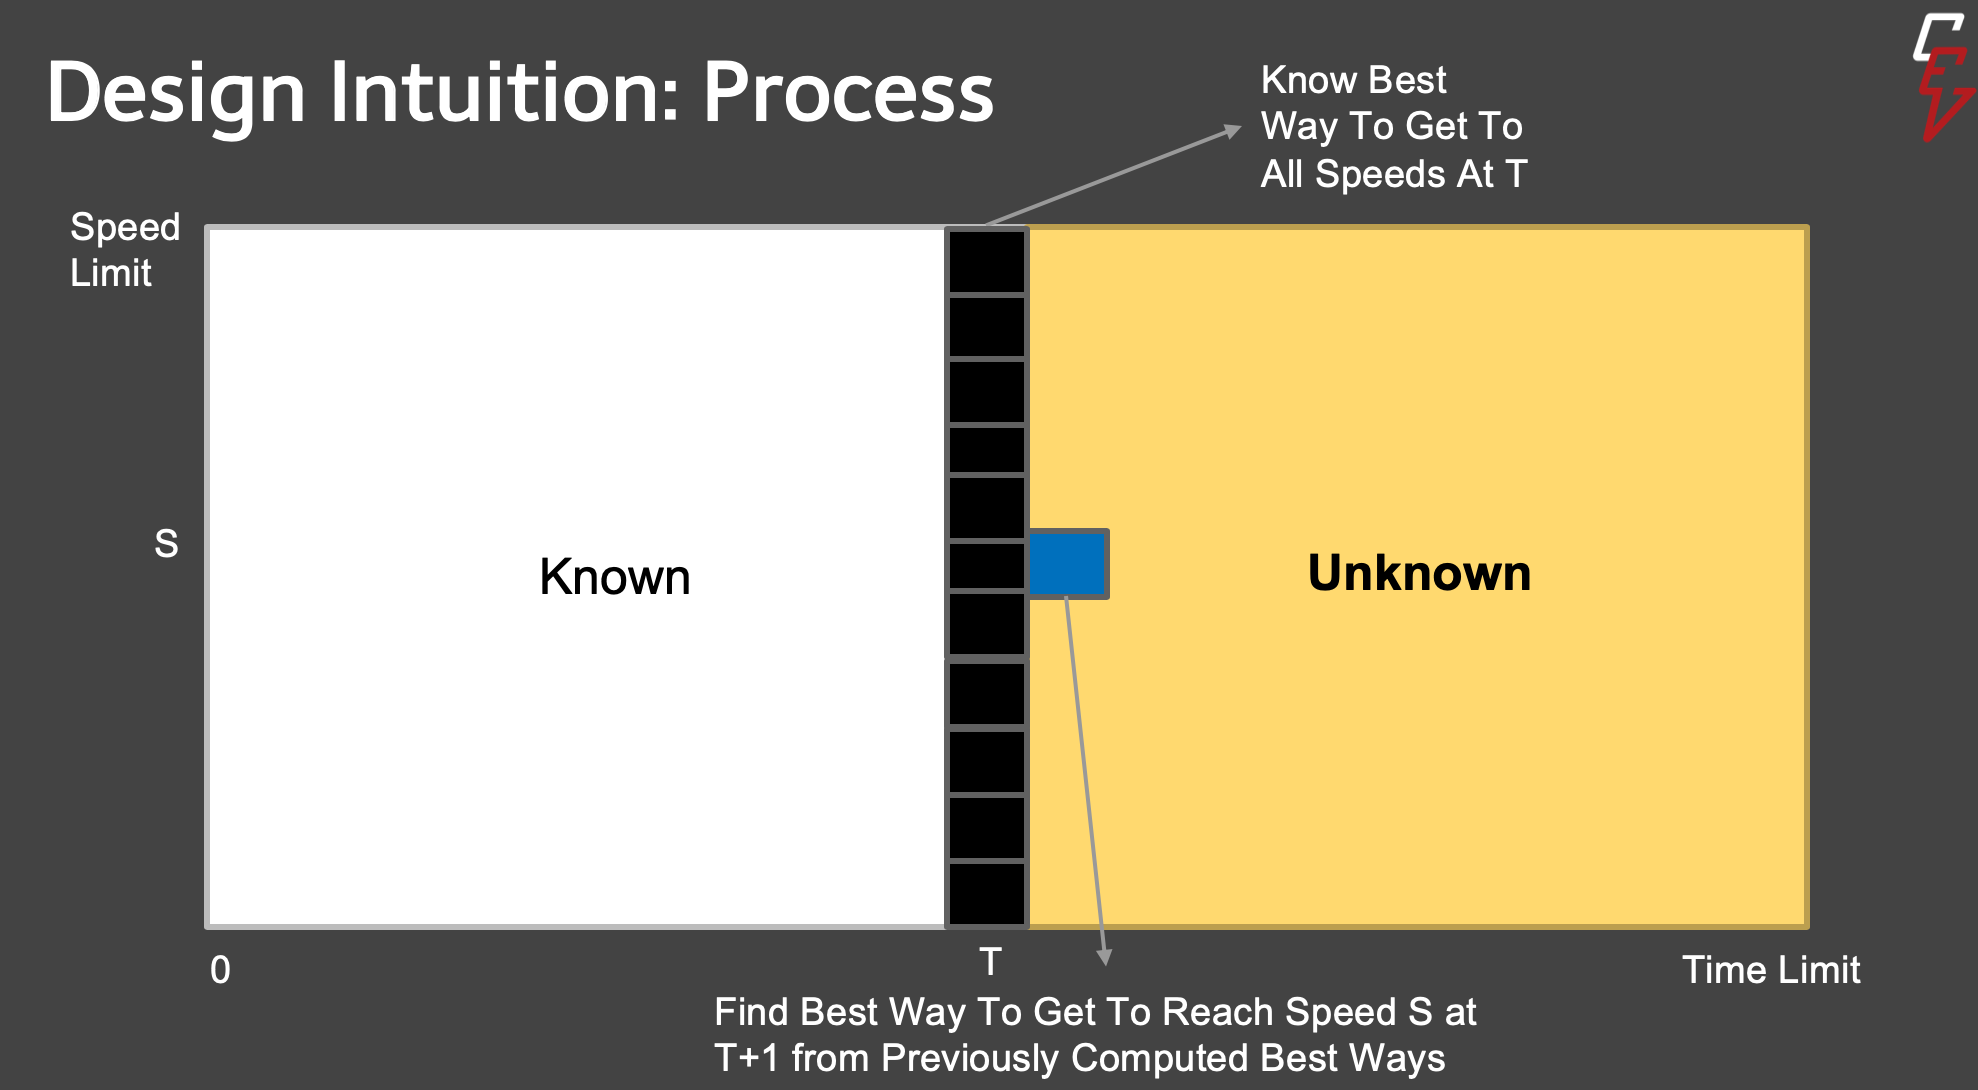 Design Intuition: Process
Know Best
Way To Get To
All Speeds At T
Speed
Limit
S
Known
Unknown
0
T
Time Limit
Find Best Way To Get To Reach Speed S at
T+1 from Previously Computed Best Ways
CEV